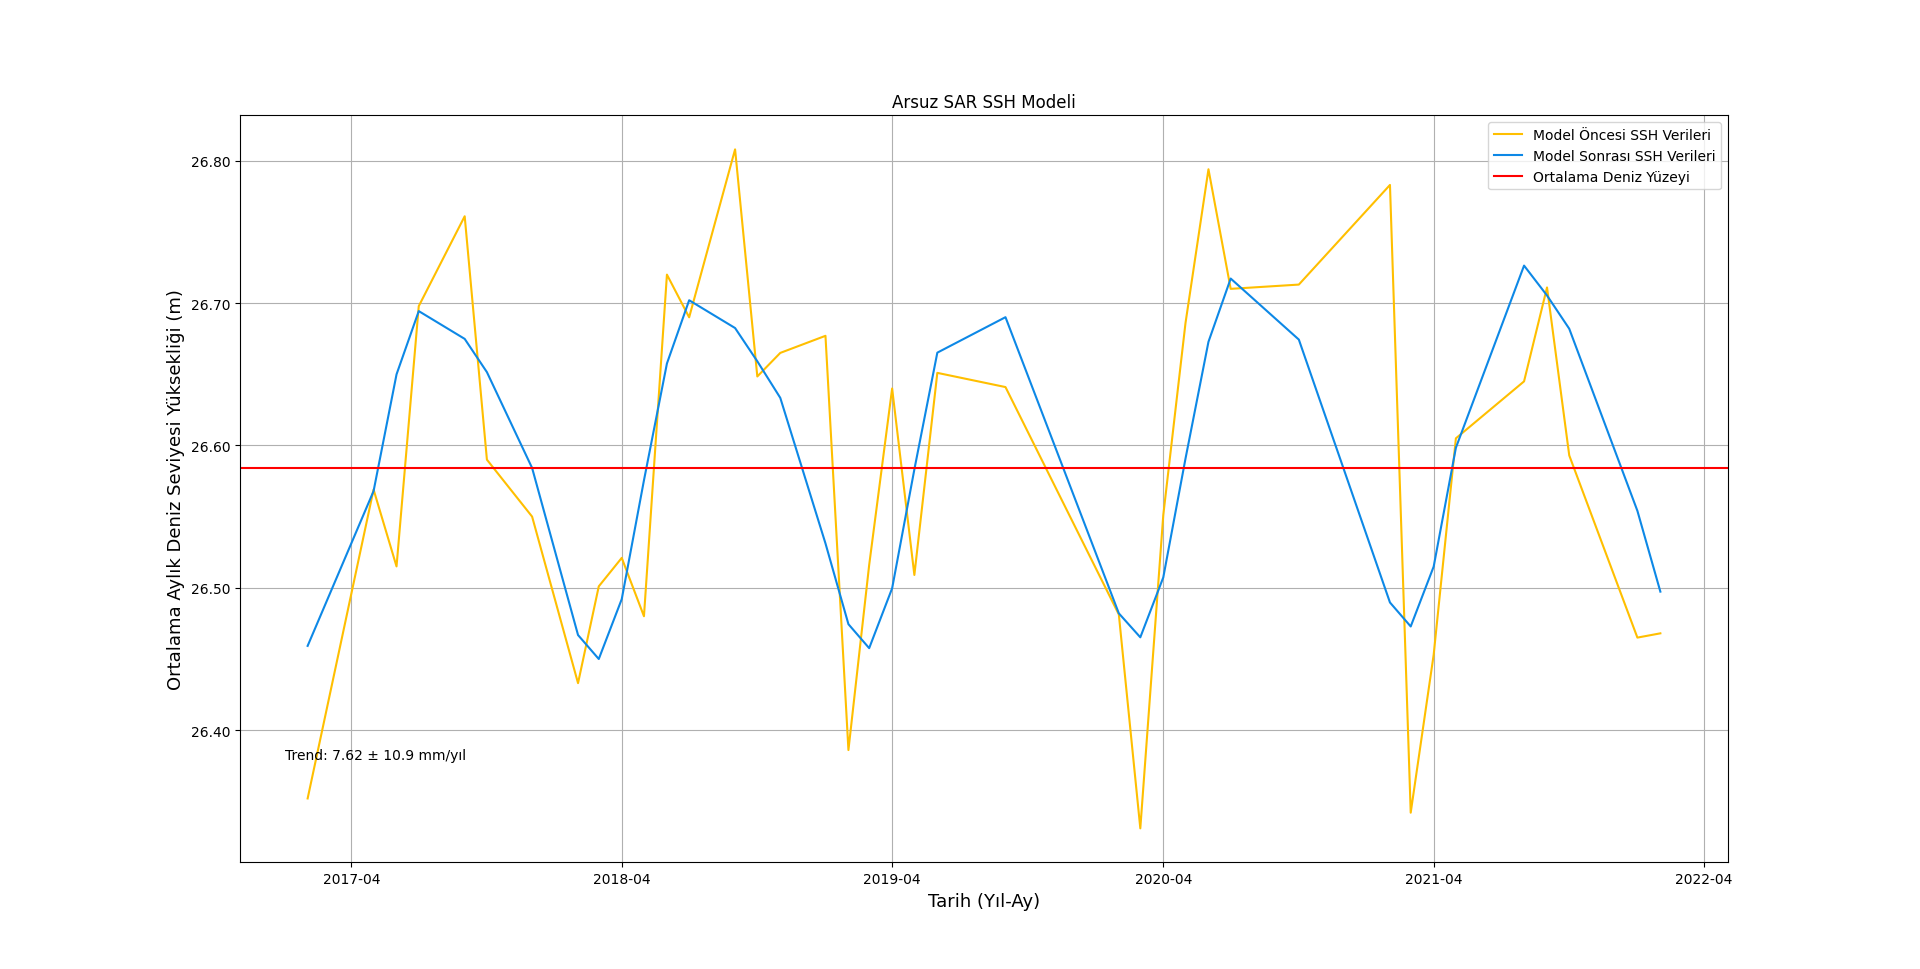 Arsuz SAR SSH Modeli
Model Öncesi SSH Verileri
Model Sonrası SSH Verileri
Ortalama Deniz Yüzeyi
Ortalama Aylık Deniz Seviyesi Yüksekliği (m)
26.80
26.70
26.60
26.50
26.40
Trend: 7.62 ± 10.9 mm/yıl
2017-04
2018-04
2019-04
2020-04
2021-04
2022-04
Tarih (Yıl-Ay)